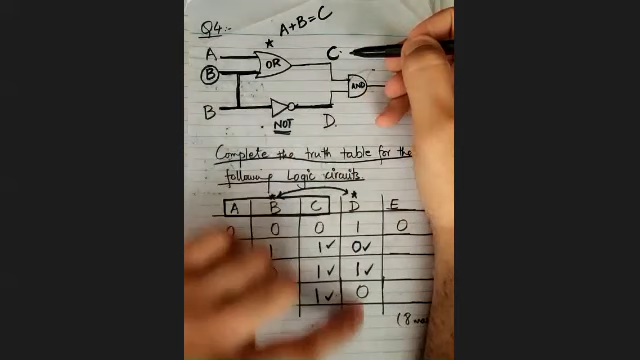 Q4:-
A+B=C
A
*
OR
C
B
AND
B
NOT
D
Complete the truth table for the
following Logic circuits
* *
A B C D E
0 0 0 1 0
1 1✓ 0✓
1✓ 1✓
1✓ 0
(8